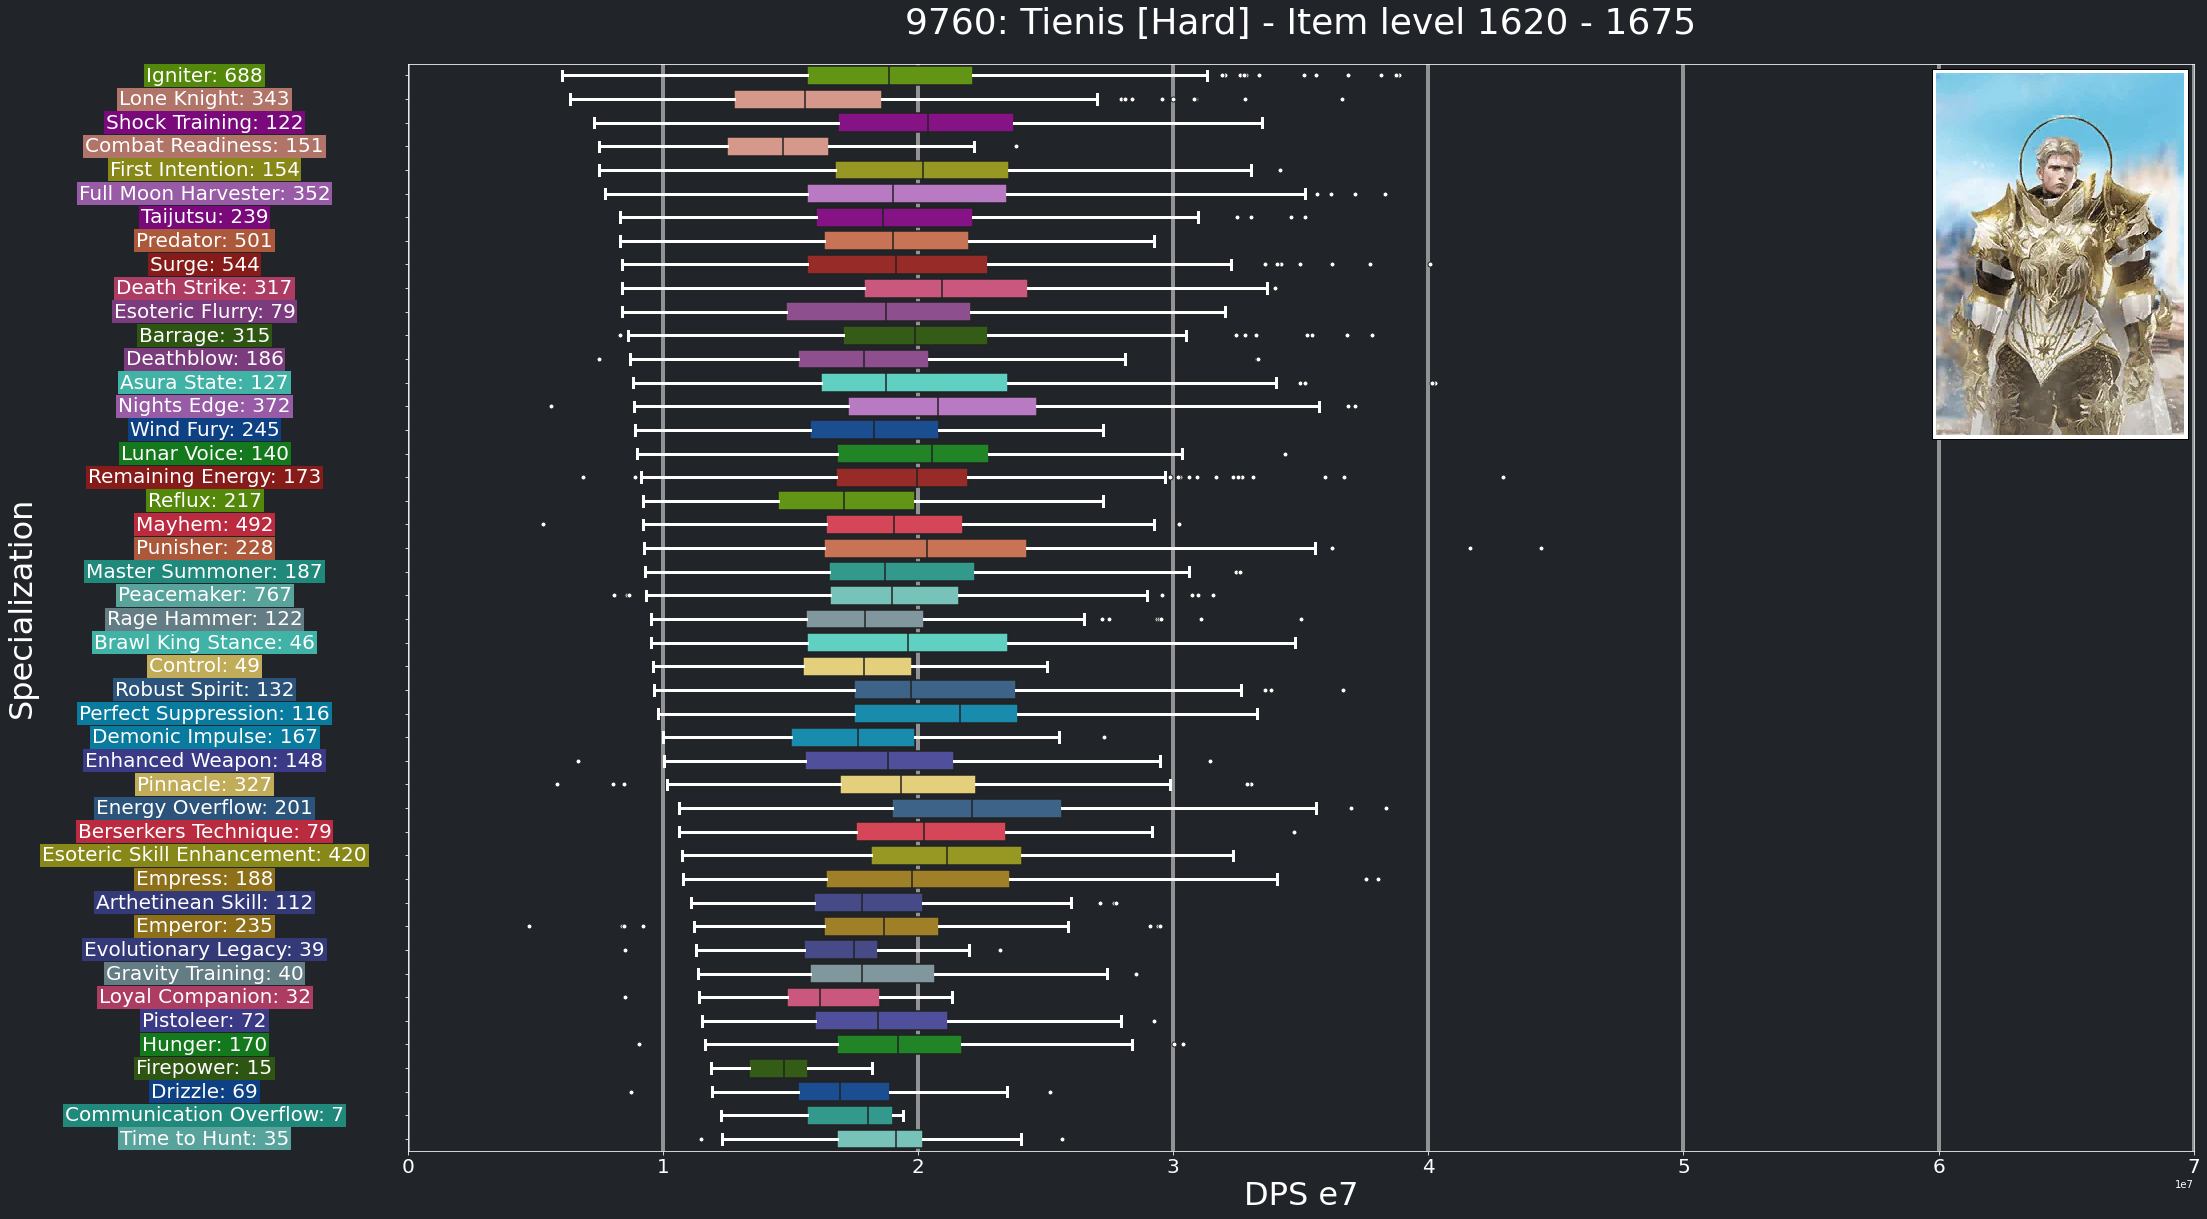 9760: Tienis [Hard] - Item level 1620 - 1675
Igniter: 688
Lone Knight: 343
Shock Training: 122
Combat Readiness: 151
First Intention: 154
Full Moon Harvester: 352
Taijutsu: 239
Predator: 501
Surge: 544
Death Strike: 317
Esoteric Flurry: 79
Barrage: 315
Deathblow: 186
Asura State: 127
Nights Edge: 372
Wind Fury: 245
Lunar Voice: 140
Remaining Energy: 173
Reflux: 217
Mayhem: 492
Punisher: 228
Master Summoner: 187
Peacemaker: 767
Rage Hammer: 122
Brawl King Stance: 46
Control: 49
Robust Spirit: 132
Perfect Suppression: 116
Demonic Impulse: 167
Enhanced Weapon: 148
Pinnacle: 327
Energy Overflow: 201
Berserkers Technique: 79
Esoteric Skill Enhancement: 420
Empress: 188
Arthetinean Skill: 112
Emperor: 235
Evolutionary Legacy: 39
Gravity Training: 40
Loyal Companion: 32
Pistoleer: 72
Hunger: 170
Firepower: 15
Drizzle: 69
Communication Overflow: 7
Time to Hunt: 35
Specialization
0 1 2 3 4 5 6 7
1e7
DPS e7